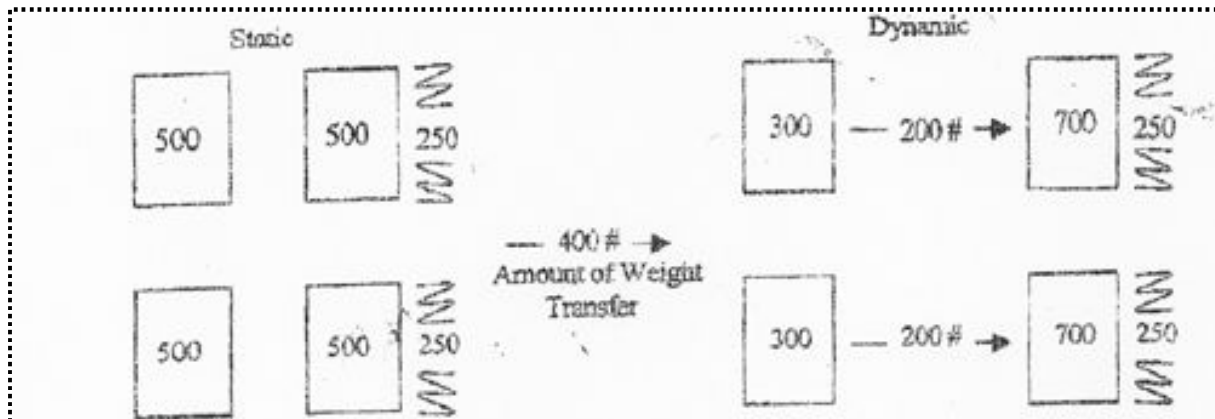 Static
Dynamic
500 500 250
300 — 200 # → 700 250
— 400 # →
Amount of Weight
Transfer
500 500 250
300 — 200 # → 700 250